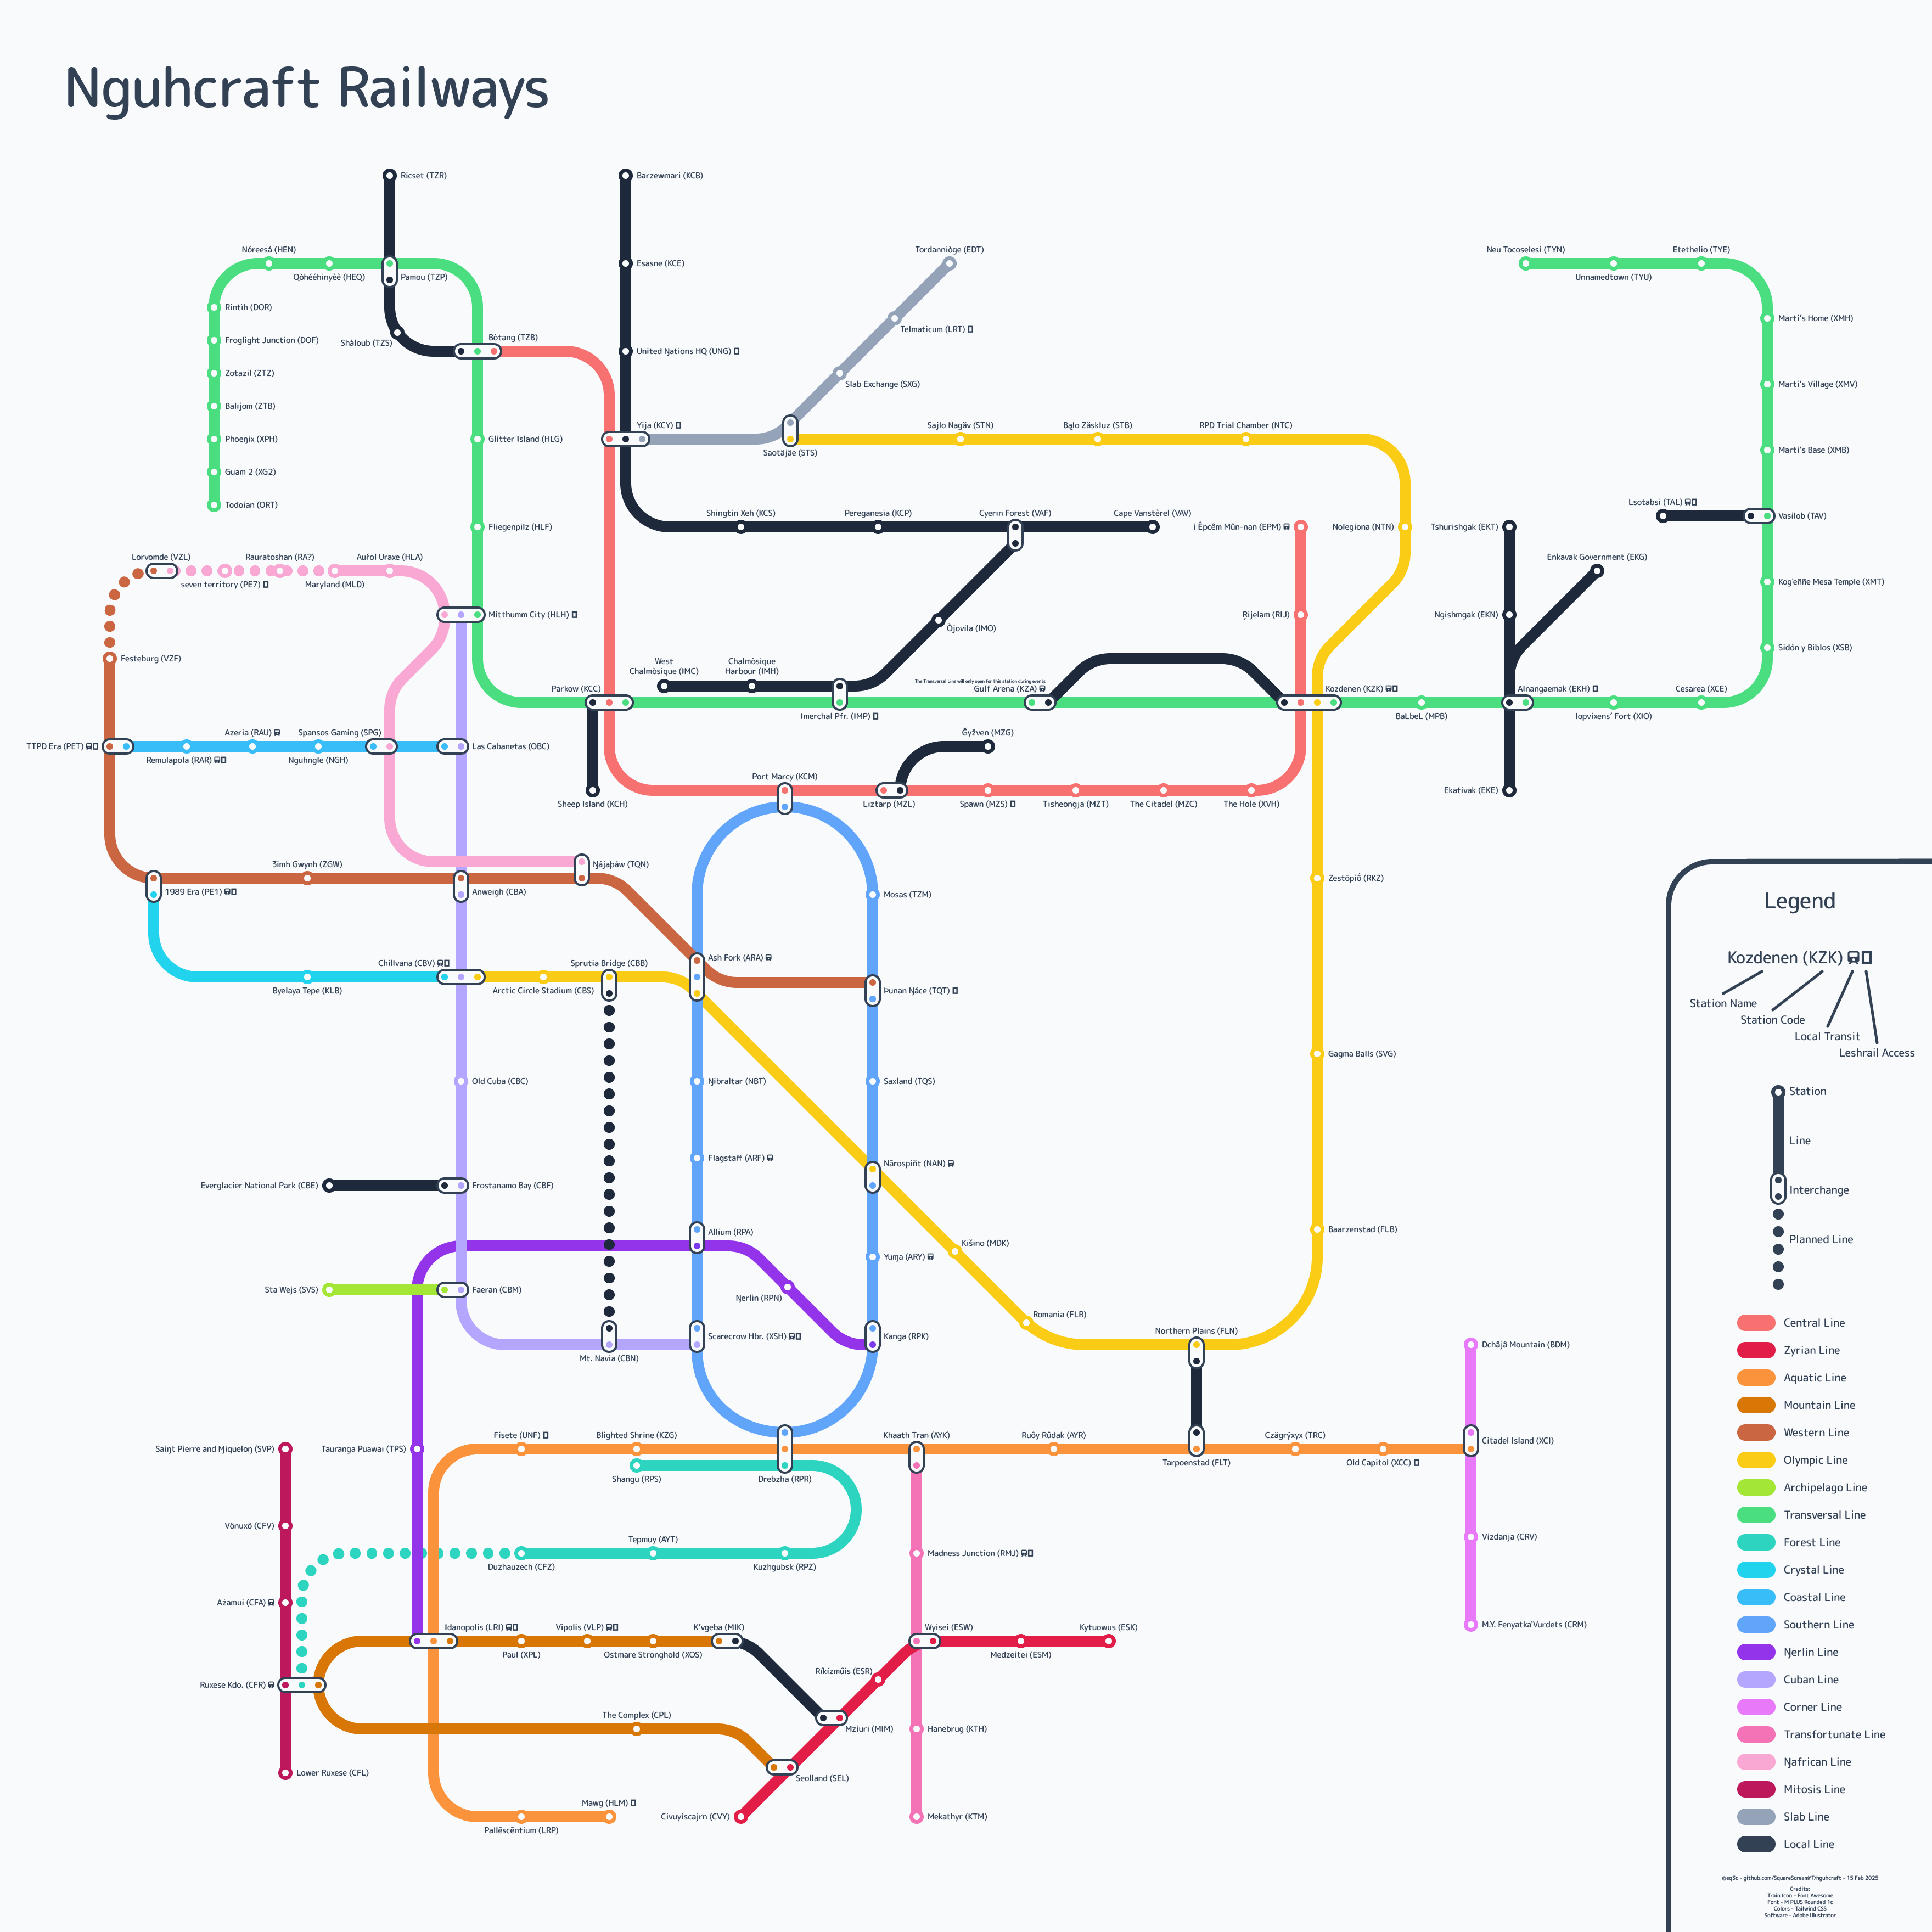 Nguhcraft Railways
Ricset (TZR)
Barzewmari (KCB)
Nóreesá (HEN)
Qòhééhinyéé (HEQ)
Pamou (TZP)
Esasne (KCE)
Tordanniòge (EDT)
Neu Tocoselesi (TYN)
Unnamedtown (TYU)
Etethelio (TYE)
Rintìh (DOR)
Froglight Junction (DOF)
Zotazil (ZTZ)
Balijom (ZTB)
Phoeŋix (XPH)
Guam 2 (XG2)
Todoian (ORT)
Shàloub (TZS)
Bòtang (TZB)
United Ŋations HQ (UNG)
Telmaticum (LRT)
Slab Exchange (SXG)
Marti's Home (XMH)
Marti's Village (XMV)
Marti's Base (XMB)
Glitter Island (HLG)
Yija (KCY)
Saotäjäe (STS)
Sajlo Nagăv (STN)
Bąlo Zăskluz (STB)
RPD Trial Chamber (NTC)
Fliegenpilz (HLF)
Shingtin Xeh (KCS)
Pereganesia (KCP)
Cyerin Forest (VAF)
Cape Vanstèrel (VAV)
i Êpcêm Mûn-nan (EPM)
Nolegiona (NTN)
Tshurishgak (EKT)
Lsotabsi (TAL)
Vasilob (TAV)
Lorvomde (VZL)
seven territory (PE7)
Rauratoshan (RA?)
Maryland (MLD)
Auřol Uraxe (HLA)
Enkavak Government (EKG)
Kog'eññe Mesa Temple (XMT)
Mitthumm City (HLH)
Òjovila (IMO)
Ŗijeləm (RIJ)
Ngishmgak (EKN)
Festeburg (VZF)
Sidón y Biblos (XSB)
West
Chalmòsique (IMC)
Chalmòsique
Harbour (IMH)
The Transversal Line will only open for this station during events
Parkow (KCC)
Imerchal Pfr. (IMP)
Gulf Arena (KZA)
Kozdenen (KZK)
BaLbeL (MPB)
Alnangaemak (EKH)
Iopvixens' Fort (XIO)
Cesarea (XCE)
TTPD Era (PET)
Remulapola (RAR)
Azeria (RAU)
Nguhngle (NGH)
Spansos Gaming (SPG)
Las Cabanetas (OBC)
Ğyžven (MZG)
Sheep Island (KCH)
Port Marcy (KCM)
Liztarp (MZL)
Spawn (MZS)
Tisheongja (MZT)
The Citadel (MZC)
The Hole (XVH)
Ekativak (EKE)
1989 Era (PE1)
Ʒimh Gwynh (ZGW)
Anweigh (CBA)
Ŋájaþáw (TQN)
Mosas (TZM)
Zestōpiṓ (RKZ)
Byelaya Tepe (KLB)
Chillvana (CBV)
Arctic Circle Stadium (CBS)
Sprutia Bridge (CBB)
Ash Fork (ARA)
Þunan Ŋáce (TQT)
Old Cuba (CBC)
Ŋibraltar (NBT)
Saxland (TQS)
Gagma Balls (SVG)
Flagstaff (ARF)
Nãrospiñt (NAN)
Everglacier National Park (CBE)
Frostanamo Bay (CBF)
Allium (RPA)
Yuŋa (ARY)
Kišino (MDK)
Baarzenstad (FLB)
Sta Wejs (SVS)
Faeran (CBM)
Ŋerlin (RPN)
Romania (FLR)
Mt. Navia (CBN)
Scarecrow Hbr. (XSH)
Kanga (RPK)
Northern Plains (FLN)
Dchâjâ Mountain (BDM)
Saiŋt Pierre and Ɱiqueloŋ (SVP)
Tauranga Puawai (TPS)
Fisete (UNF)
Blighted Shrine (KZG)
Shangu (RPS)
Drebzha (RPR)
Khaath Tran (AYK)
Ruõy Rũdak (AYR)
Tarpoenstad (FLT)
Czägrÿxyx (TRC)
Old Capitol (XCC)
Citadel Island (XCI)
Vönuxö (CFV)
Duzhauzech (CFZ)
Tepmuy (AYT)
Kuzhgubsk (RPZ)
Madness Junction (RMJ)
Vizdanja (CRV)
Ażamui (CFA)
Idanopolis (LRI)
Paul (XPL)
Vipolis (VLP)
Ostmare Stronghold (XOS)
K'vgeba (MIK)
Wyisei (ESW)
Medzeitei (ESM)
Kytuowus (ESK)
M.Y. Fenyatka'Vurdets (CRM)
Ruxese Kdo. (CFR)
Ríkízműis (ESR)
The Complex (CPL)
Mziuri (MIM)
Hanebrug (KTH)
Lower Ruxese (CFL)
Seolland (SEL)
Mawg (HLM)
Pallēscēntium (LRP)
Civuyiscajrn (CVY)
Mekathyr (KTM)
Legend
Kozdenen (KZK)
Station Name
Station Code
Local Transit
Leshrail Access
Station
Line
Interchange
Planned Line
Central Line
Zyrian Line
Aquatic Line
Mountain Line
Western Line
Olympic Line
Archipelago Line
Transversal Line
Forest Line
Crystal Line
Coastal Line
Southern Line
Ŋerlin Line
Cuban Line
Corner Line
Transfortunate Line
Ŋafrican Line
Mitosis Line
Slab Line
Local Line
@sq3c - github.com/SquareScreamYT/nguhcraft - 15 Feb 2025
Credits:
Train Icon - Font Awesome
Font - M PLUS Rounded 1c
Colors - Tailwind CSS
Software - Adobe Illustrator